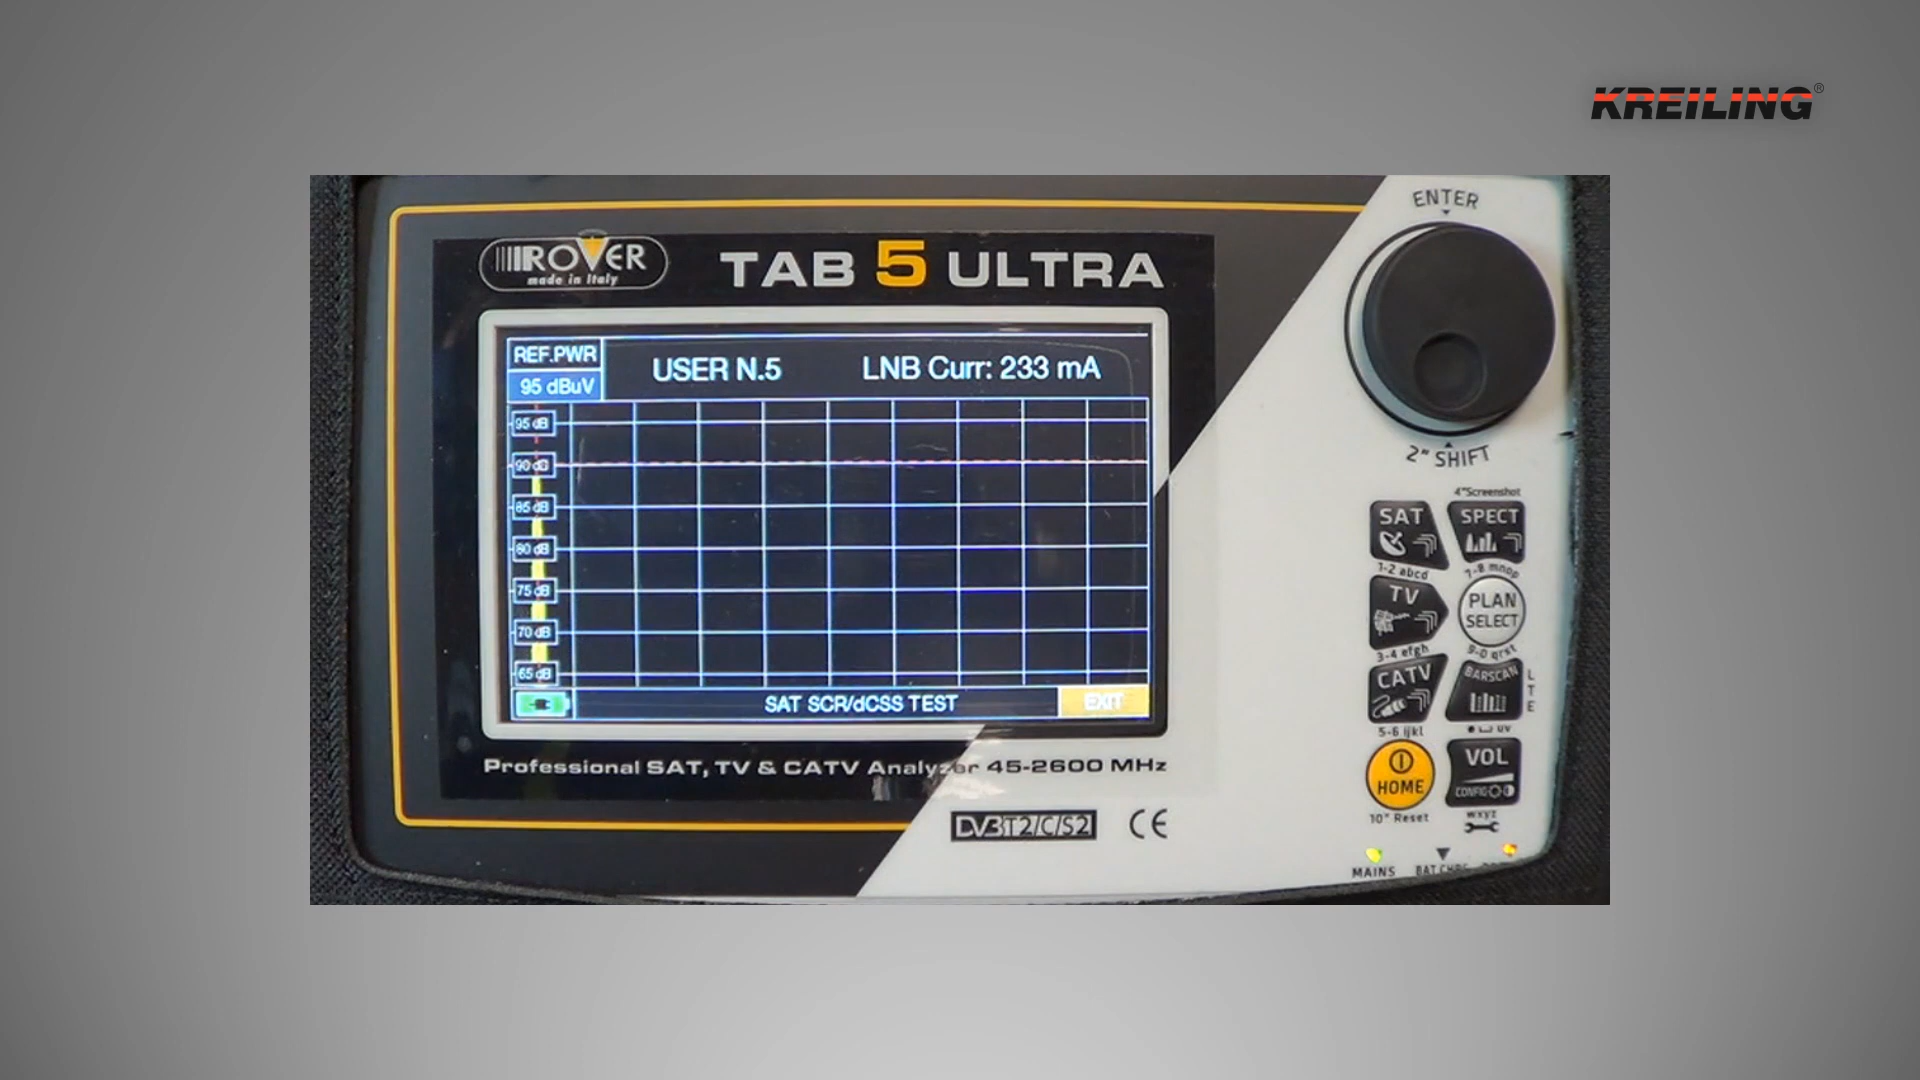 KREILING®
ENTER
ROVER
made in Italy
TAB 5 ULTRA
REF.PWR
95 dBuV
USER N.5
LNB Curr: 233 mA
95 dB
90 dB
85 dB
80 dB
75 dB
70 dB
65 dB
SAT SCR/dCSS TEST
EXIT
Professional SAT, TV & CATV Analyzer 45-2600 MHz
DVB T2/C/S2
CE
2" SHIFT
4"Screenshot
SAT
SPECT
1-2 abcd
7-8 mnop
TV
PLAN
SELECT
3-4 efgh
9-0 qrst
CATV
BARSCAN
LTE
5-6 ijkl
uv
HOME
VOL
CONFIG
10" Reset
wxyz
MAINS